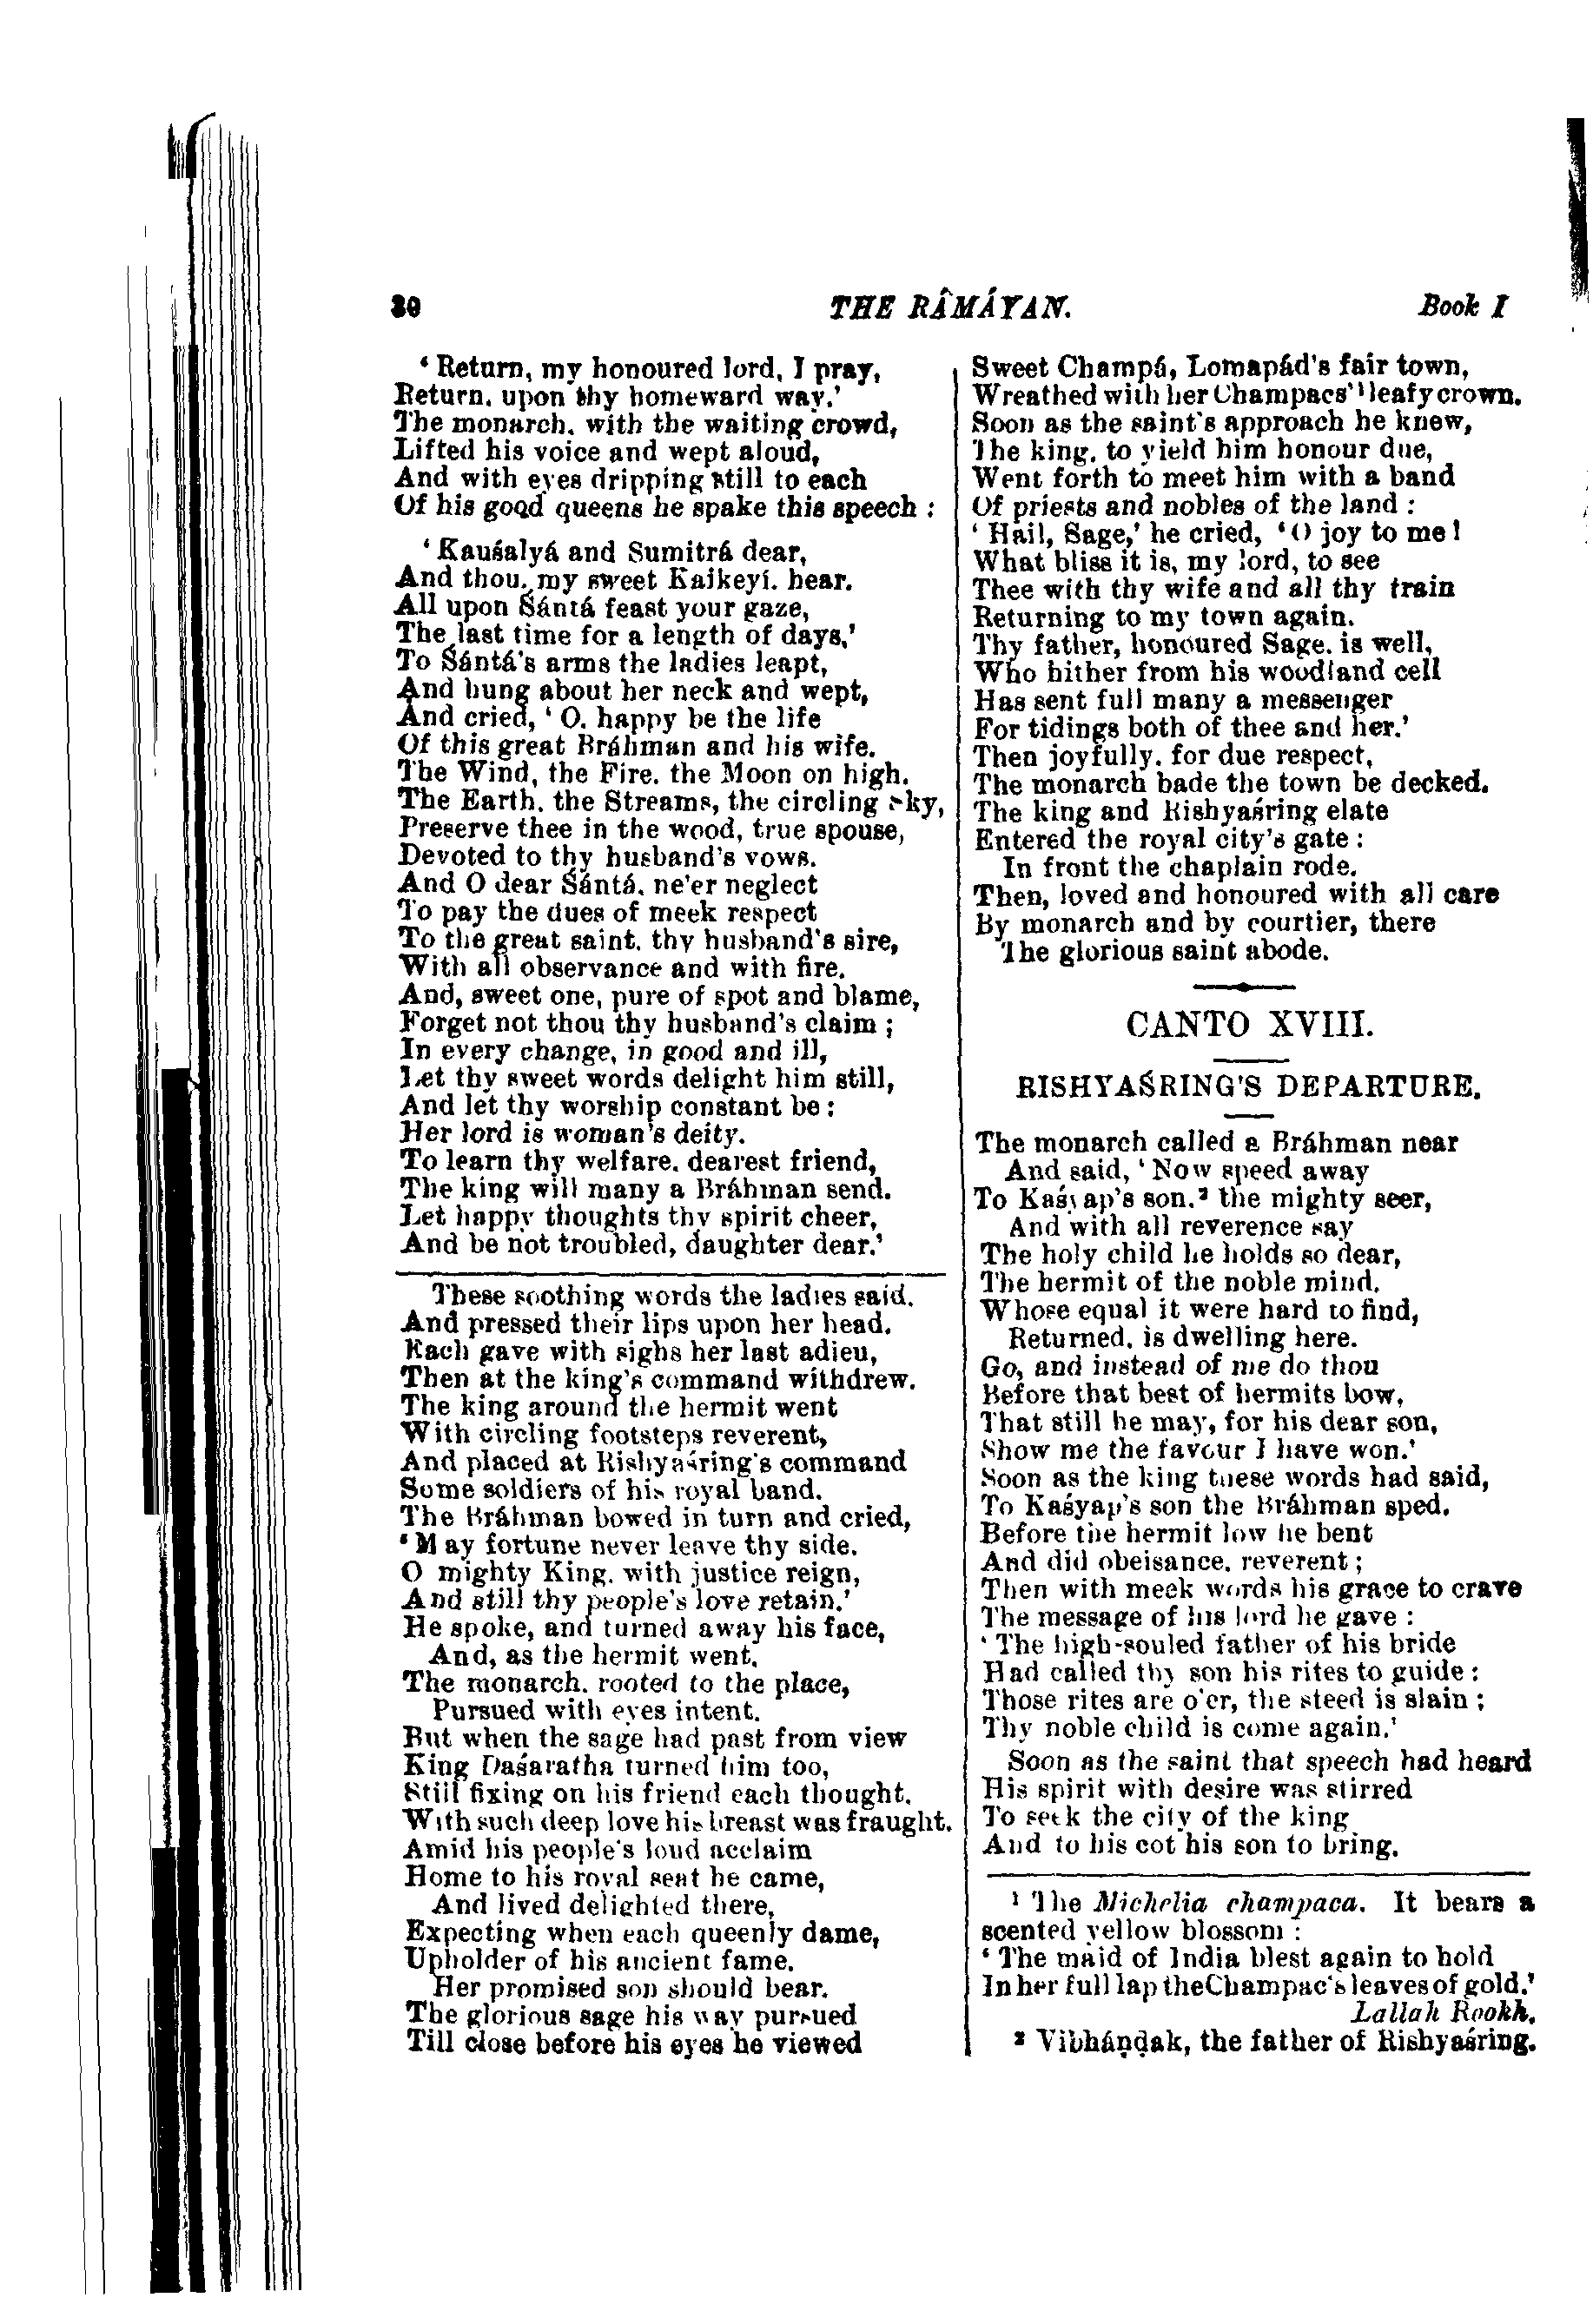 30 THE RÂMÁYAN. Book I
‘Return, my honoured lord, I pray,
Return, upon thy homeward way.’
The monarch, with the waiting crowd,
Lifted his voice and wept aloud,
And with eyes dripping still to each
Of his good queens he spake this speech :
‘Kauśalyá and Sumitrá dear,
And thou, my sweet Kaikeyí, hear.
All upon Śántá feast your gaze,
The last time for a length of days.’
To Śántá's arms the ladies leapt,
And hung about her neck and wept,
And cried, ‘O, happy be the life
Of this great Bráhman and his wife.
The Wind, the Fire, the Moon on high,
The Earth, the Streams, the circling sky,
Preserve thee in the wood, true spouse,
Devoted to thy husband's vows.
And O dear Śántá, ne'er neglect
To pay the dues of meek respect
To the great saint, thy husband's sire,
With all observance and with fire.
And, sweet one, pure of spot and blame,
Forget not thou thy husband's claim ;
In every change, in good and ill,
Let thy sweet words delight him still,
And let thy worship constant be :
Her lord is woman's deity.
To learn thy welfare, dearest friend,
The king will many a Bráhman send.
Let happy thoughts thy spirit cheer,
And be not troubled, daughter dear.’
These soothing words the ladies said,
And pressed their lips upon her head.
Each gave with sighs her last adieu,
Then at the king's command withdrew.
The king around the hermit went
With circling footsteps reverent,
And placed at Rishyaśring's command
Some soldiers of his royal band.
The Bráhman bowed in turn and cried,
‘May fortune never leave thy side.
O mighty King, with justice reign,
And still thy people's love retain.’
He spoke, and turned away his face,
And, as the hermit went,
The monarch, rooted to the place,
Pursued with eyes intent.
But when the sage had past from view
King Daśaratha turned him too,
Still fixing on his friend each thought.
With such deep love his breast was fraught.
Amid his people's loud acclaim
Home to his royal seat he came,
And lived delighted there,
Expecting when each queenly dame,
Upholder of his ancient fame,
Her promised son should bear.
The glorious sage his way pursued
Till close before his eyes he viewed
Sweet Champá, Lomapád's fair town,
Wreathed with her Champacs'¹ leafy crown.
Soon as the saint's approach he knew,
The king, to yield him honour due,
Went forth to meet him with a band
Of priests and nobles of the land :
‘Hail, Sage,’ he cried, ‘O joy to me!
What bliss it is, my lord, to see
Thee with thy wife and all thy train
Returning to my town again.
Thy father, honoured Sage, is well,
Who hither from his woodland cell
Has sent full many a messenger
For tidings both of thee and her.’
Then joyfully, for due respect,
The monarch bade the town be decked.
The king and Rishyaśring elate
Entered the royal city's gate :
In front the chaplain rode.
Then, loved and honoured with all care
By monarch and by courtier, there
The glorious saint abode.
CANTO XVIII.
RISHYAŚRING'S DEPARTURE.
The monarch called a Bráhman near
And said, ‘Now speed away
To Kaśyap's son,² the mighty seer,
And with all reverence say
The holy child he holds so dear,
The hermit of the noble mind,
Whose equal it were hard to find,
Returned, is dwelling here.
Go, and instead of me do thou
Before that best of hermits bow,
That still he may, for his dear son,
Show me the favour I have won.’
Soon as the king these words had said,
To Kaśyap's son the Bráhman sped.
Before the hermit low he bent
And did obeisance, reverent ;
Then with meek words his grace to crave
The message of his lord he gave :
‘The high-souled father of his bride
Had called thy son his rites to guide :
Those rites are o'er, the steed is slain ;
Thy noble child is come again.’
Soon as the saint that speech had heard
His spirit with desire was stirred
To seek the city of the king
And to his cot his son to bring.
¹ The Michelia champaca. It bears a
scented yellow blossom :
‘The maid of India blest again to hold
In her full lap the Champac's leaves of gold.’
Lallah Rookh.
² Vibháṇḍak, the father of Rishyaśring.